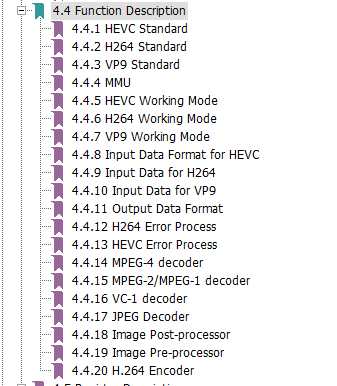 4.4 Function Description
4.4.1 HEVC Standard
4.4.2 H264 Standard
4.4.3 VP9 Standard
4.4.4 MMU
4.4.5 HEVC Working Mode
4.4.6 H264 Working Mode
4.4.7 VP9 Working Mode
4.4.8 Input Data Format for HEVC
4.4.9 Input Data for H264
4.4.10 Input Data for VP9
4.4.11 Output Data Format
4.4.12 H264 Error Process
4.4.13 HEVC Error Process
4.4.14 MPEG-4 decoder
4.4.15 MPEG-2/MPEG-1 decoder
4.4.16 VC-1 decoder
4.4.17 JPEG Decoder
4.4.18 Image Post-processor
4.4.19 Image Pre-processor
4.4.20 H.264 Encoder